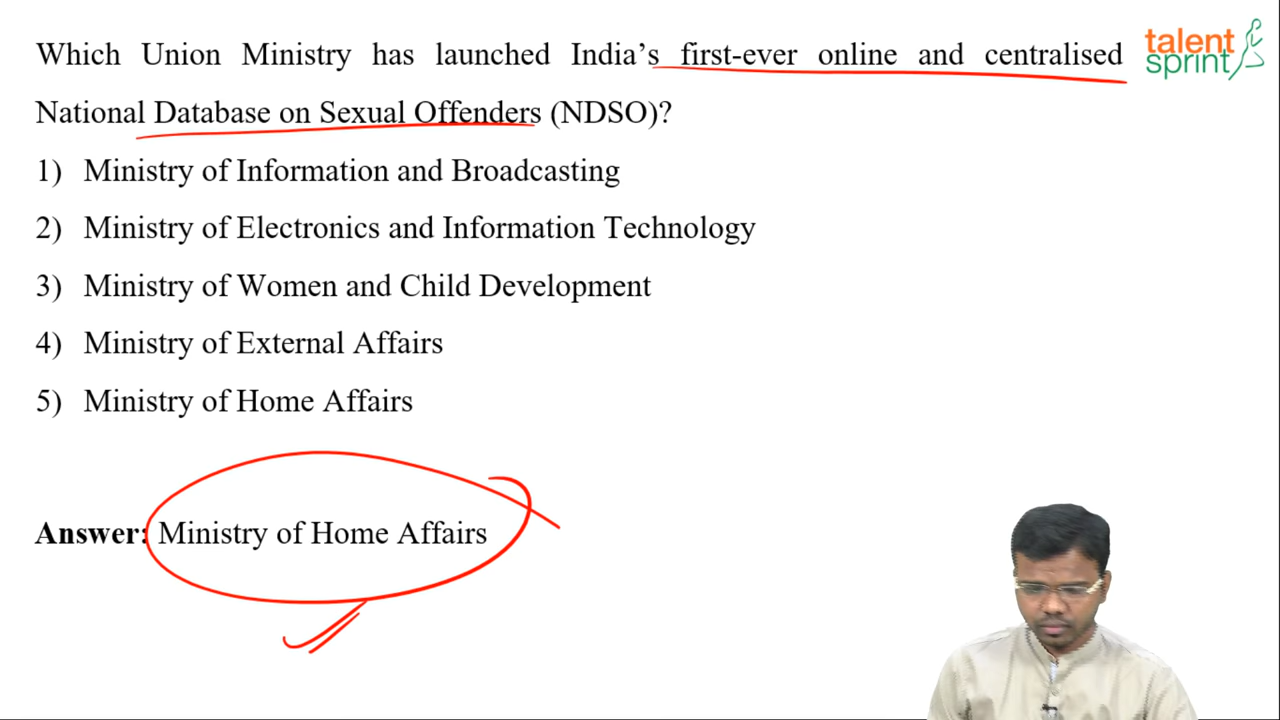 talent
sprint
Which Union Ministry has launched India’s first-ever online and centralised
National Database on Sexual Offenders (NDSO)?
1) Ministry of Information and Broadcasting
2) Ministry of Electronics and Information Technology
3) Ministry of Women and Child Development
4) Ministry of External Affairs
5) Ministry of Home Affairs
Answer: Ministry of Home Affairs